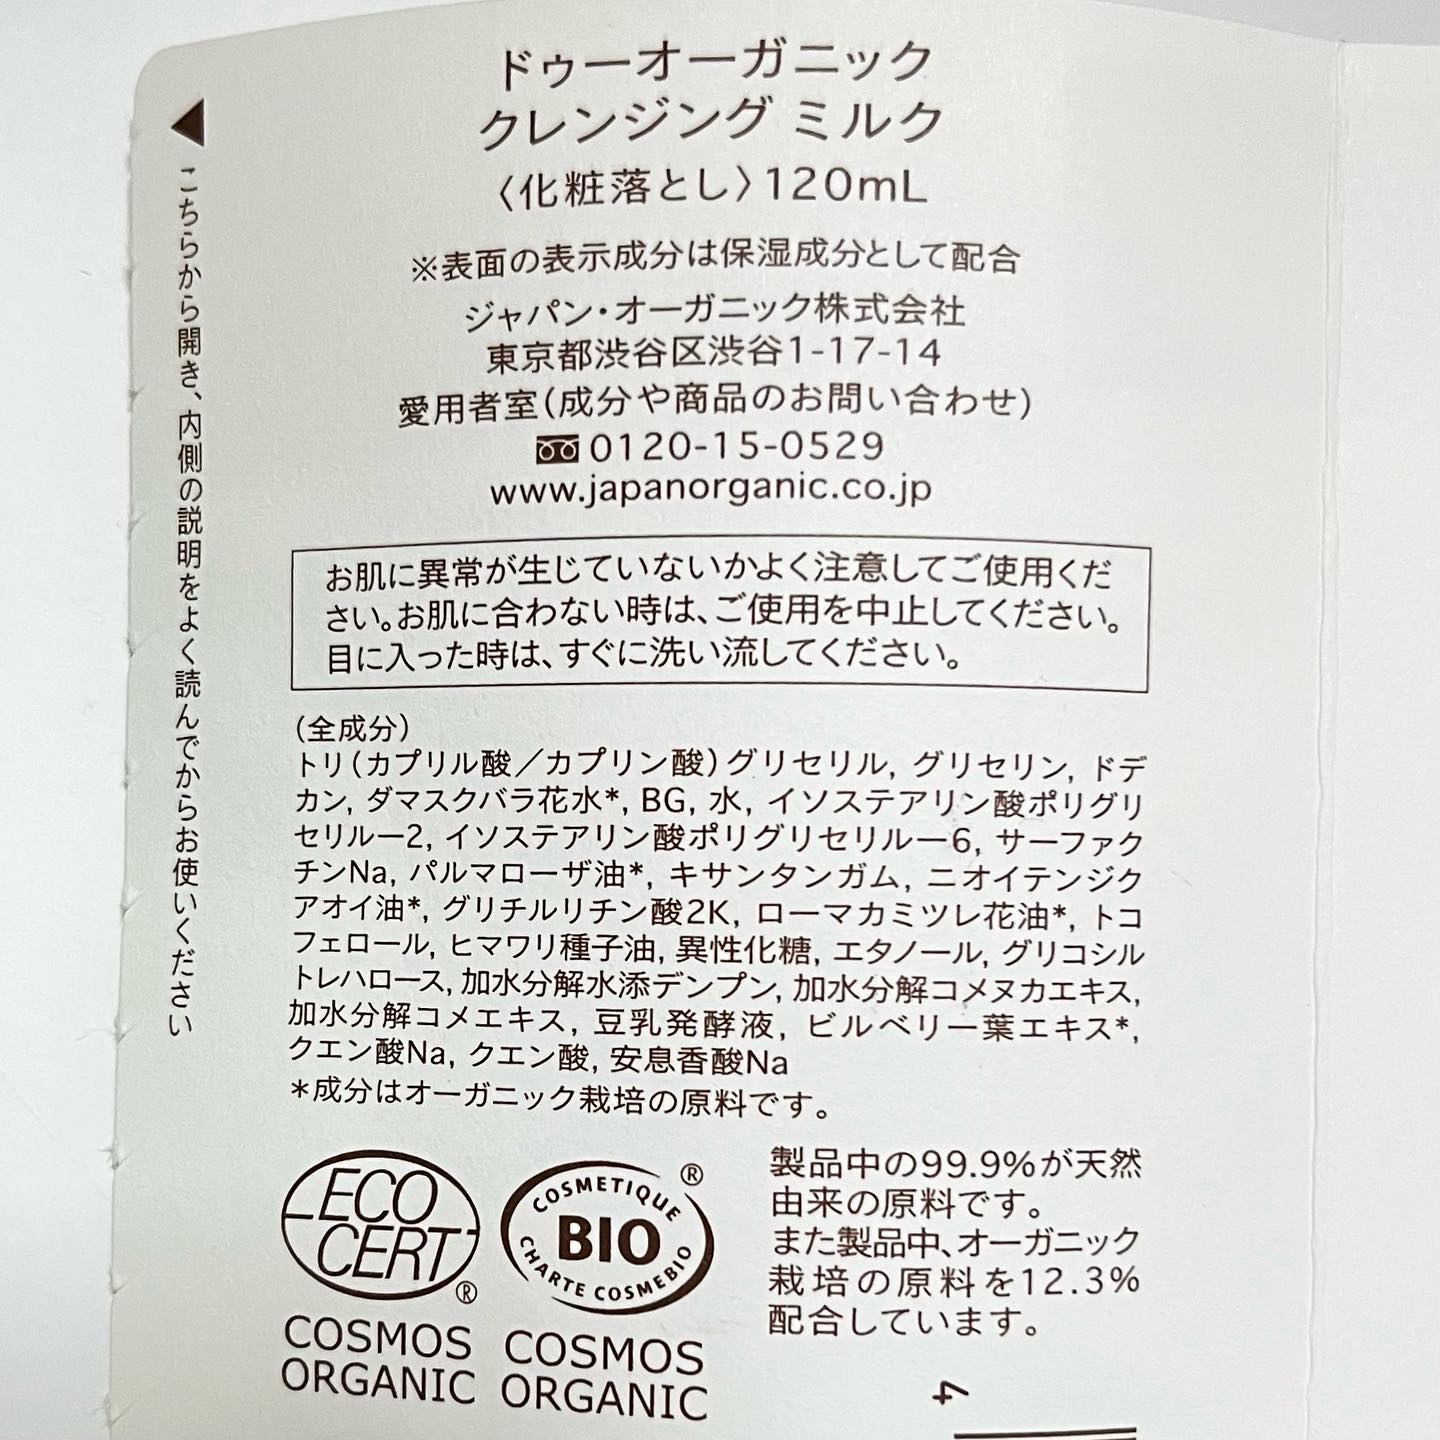 ドゥーオーガニック
クレンジング ミルク
〈化粧落とし〉120mL
※表面の表示成分は保湿成分として配合
ジャパン・オーガニック株式会社
東京都渋谷区渋谷1-17-14
愛用者室(成分や商品のお問い合わせ)
0120-15-0529
www.japanorganic.co.jp
◀こちらから開き、内側の説明をよく読んでからお使いください
お肌に異常が生じていないかよく注意してご使用くだ
さい。お肌に合わない時は、ご使用を中止してください。
目に入った時は、すぐに洗い流してください。
(全成分)
トリ(カプリル酸／カプリン酸)グリセリル, グリセリン, ドデ
カン, ダマスクバラ花水*, BG, 水, イソステアリン酸ポリグリ
セリル−2, イソステアリン酸ポリグリセリル−6, サーファク
チンNa, パルマローザ油*, キサンタンガム, ニオイテンジク
アオイ油*, グリチルリチン酸2K, ローマカミツレ花油*, トコ
フェロール, ヒマワリ種子油, 異性化糖, エタノール, グリコシル
トレハロース, 加水分解水添デンプン, 加水分解コメヌカエキス,
加水分解コメエキス, 豆乳発酵液, ビルベリー葉エキス*,
クエン酸Na, クエン酸, 安息香酸Na
*成分はオーガニック栽培の原料です。
ECO
CERT®
COSMOS
ORGANIC
COSMETIQUE ®
BIO
CHARTE COSMEBIO
COSMOS
ORGANIC
製品中の99.9%が天然
由来の原料です。
また製品中、オーガニック
栽培の原料を12.3%
配合しています。
4